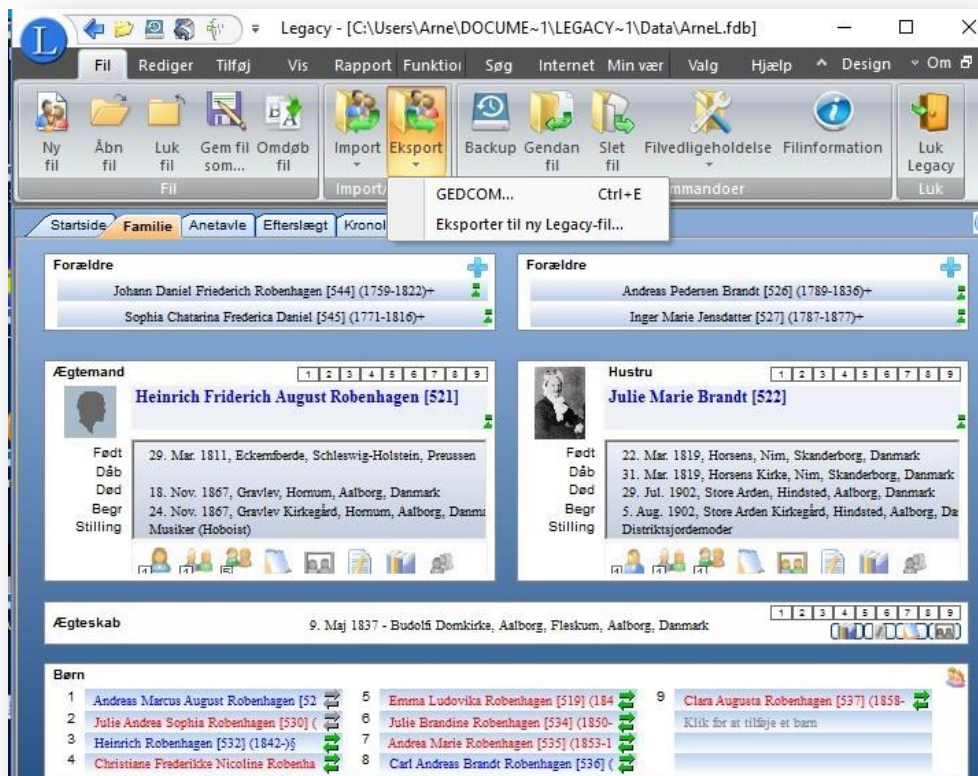 Legacy - [C:\Users\Arne\DOCUME~1\LEGACY~1\Data\ArneL.fdb]
Fil Rediger Tilføj Vis Rapport Funktio Søg Internet Min vær Valg Hjælp Design Om
Ny fil
Åbn fil
Luk fil
Gem fil som...
Omdøb fil
Import
Eksport
Backup
Gendan fil
Slet fil
Filvedligeholdelse
Filinformation
Luk Legacy
Fil
Import/
mmandoer
Luk
GEDCOM... Ctrl+E
Eksporter til ny Legacy-fil...
Startside Familie Anetavle Efterslægt Kronol
Forældre
Johann Daniel Friederich Robenhagen [544] (1759-1822)+
Sophia Chatarina Frederica Daniel [545] (1771-1816)+
Forældre
Andreas Pedersen Brandt [526] (1789-1836)+
Inger Marie Jensdatter [527] (1787-1877)+
Ægtemand
1 2 3 4 5 6 7 8 9
Heinrich Friderich August Robenhagen [521]
Født 29. Mar. 1811, Eckernførde, Schleswig-Holstein, Preussen
Dåb
Død 18. Nov. 1867, Gravlev, Hornum, Aalborg, Danmark
Begr 24. Nov. 1867, Gravlev Kirkegård, Hornum, Aalborg, Danma
Stilling Musiker (Hoboist)
Hustru
1 2 3 4 5 6 7 8 9
Julie Marie Brandt [522]
Født 22. Mar. 1819, Horsens, Nim, Skanderborg, Danmark
Dåb 31. Mar. 1819, Horsens Kirke, Nim, Skanderborg, Danmark
Død 29. Jul. 1902, Store Arden, Hindsted, Aalborg, Danmark
Begr 5. Aug. 1902, Store Arden Kirkegård, Hindsted, Aalborg, Da
Stilling Distriktsjordemoder
Ægteskab
9. Maj 1837 - Budolfi Domkirke, Aalborg, Fleskum, Aalborg, Danmark
1 2 3 4 5 6 7 8 9
Børn
1 Andreas Marcus August Robenhagen [52
2 Julie Andrea Sophia Robenhagen [530] (
3 Heinrich Robenhagen [532] (1842-)§
4 Christiane Frederikke Nicoline Robenha
5 Emma Ludovika Robenhagen [519] (184
6 Julie Brandine Robenhagen [534] (1850-
7 Andrea Marie Robenhagen [535] (1853-1
8 Carl Andreas Brandt Robenhagen [536] (
9 Clara Augusta Robenhagen [537] (1858-
Klik for at tilføje et barn